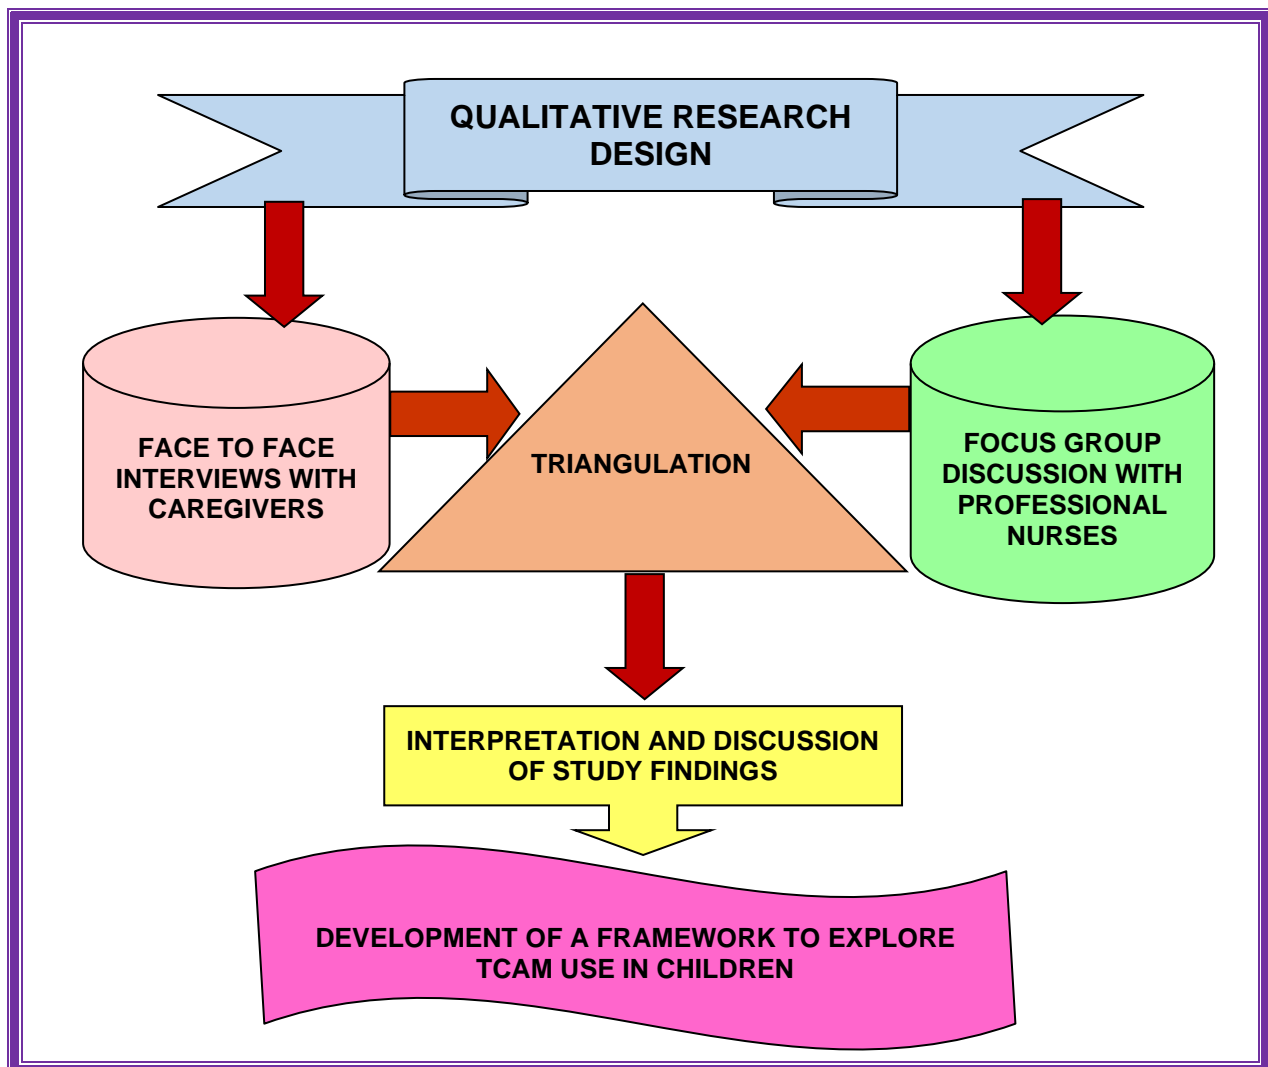 QUALITATIVE RESEARCH
DESIGN
FACE TO FACE
INTERVIEWS WITH
CAREGIVERS
TRIANGULATION
FOCUS GROUP
DISCUSSION WITH
PROFESSIONAL
NURSES
INTERPRETATION AND DISCUSSION
OF STUDY FINDINGS
DEVELOPMENT OF A FRAMEWORK TO EXPLORE
TCAM USE IN CHILDREN